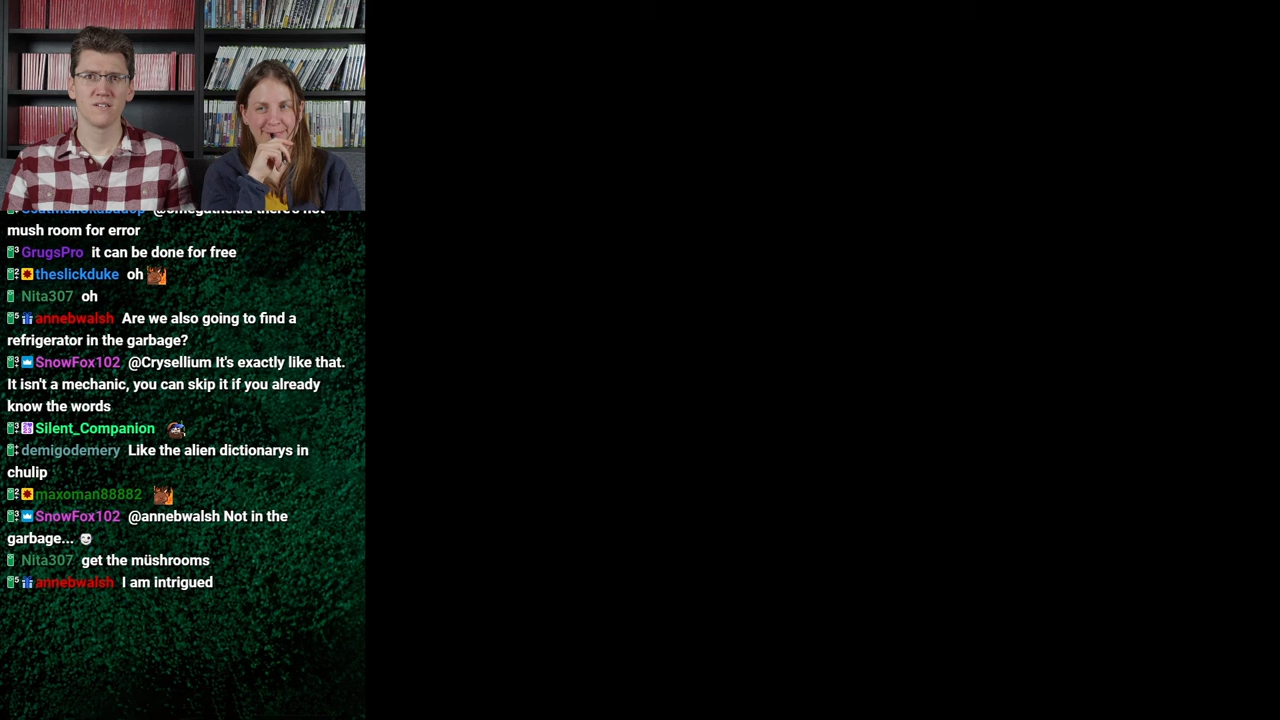 mush room for error
GrugsPro it can be done for free
theslickduke oh
Nita307 oh
annebwalsh Are we also going to find a
refrigerator in the garbage?
SnowFox102 @Crysellium It's exactly like that.
It isn't a mechanic, you can skip it if you already
know the words
Silent_Companion
demigodemery Like the alien dictionarys in
chulip
maxoman88882
SnowFox102 @annebwalsh Not in the
garbage...
Nita307 get the müshrooms
annebwalsh I am intrigued